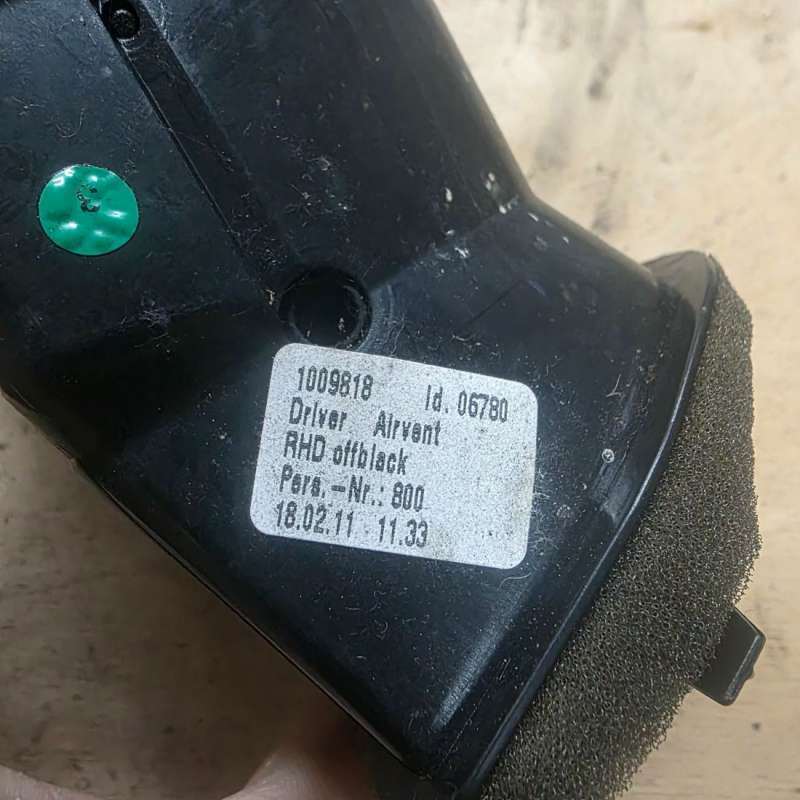 1009818 Id. 06780
Driver Airvent
RHD offblack
Pers.-Nr.: 800
18.02.11 11.33